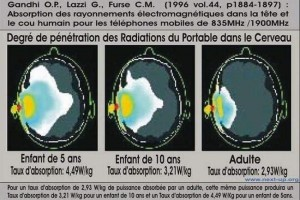 Gandhi O.P., Lazzi G., Furse C.M. (1996 vol.44, p1884-1897) :
Absorption des rayonnements électromagnétiques dans la tête et
le cou humain pour les téléphones mobiles de 835MHz /1900MHz
Degré de pénétration des Radiations du Portable dans le Cerveau
Enfant de 5 ans
Taux d'absorption: 4,49W/kg
Enfant de 10 ans
Taux d'absorption: 3,21W/kg
Adulte
Taux d'absorption: 2,93W/kg
www.next-up.org
Pour un taux d'absorption de 2,93 W/kg de puissance absorbée par un adulte, cette même puissance produira un
Taux d'absorption de 3,21 W/kg pour un enfant de 10 ans et un Taux d'absorption de 4,49 W/kg pour un enfant de 5ans.